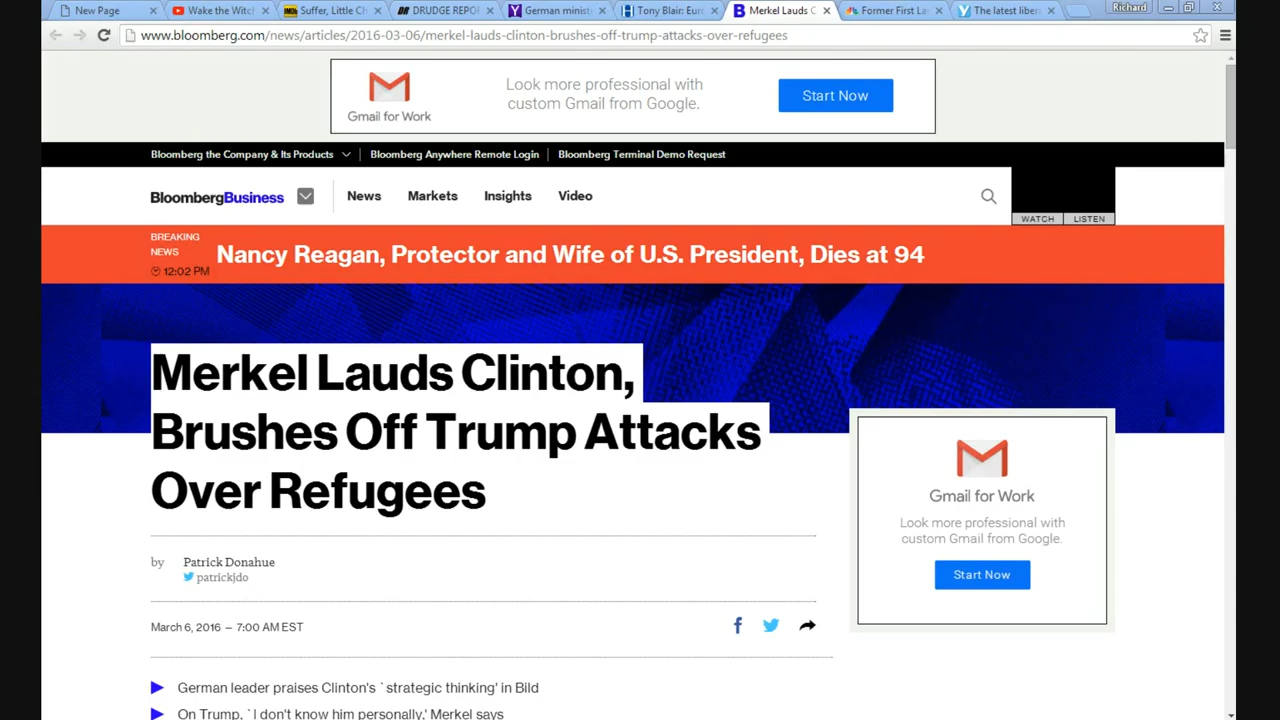 New Page
Wake the Witc
Suffer, Little Ch
DRUDGE REPOR
German minist
Tony Blair: Euro
Merkel Lauds C
Former First La
The latest liber
Richard
www.bloomberg.com/news/articles/2016-03-06/merkel-lauds-clinton-brushes-off-trump-attacks-over-refugees
Gmail for Work
Look more professional with
custom Gmail from Google.
Start Now
Bloomberg the Company & Its Products
Bloomberg Anywhere Remote Login
Bloomberg Terminal Demo Request
BloombergBusiness
News
Markets
Insights
Video
WATCH
LISTEN
BREAKING
NEWS
12:02 PM
Nancy Reagan, Protector and Wife of U.S. President, Dies at 94
Merkel Lauds Clinton,
Brushes Off Trump Attacks
Over Refugees
by Patrick Donahue
patrickjdo
March 6, 2016 — 7:00 AM EST
Gmail for Work
Look more professional with
custom Gmail from Google.
Start Now
German leader praises Clinton's `strategic thinking' in Bild
On Trump, `I don't know him personally,' Merkel says